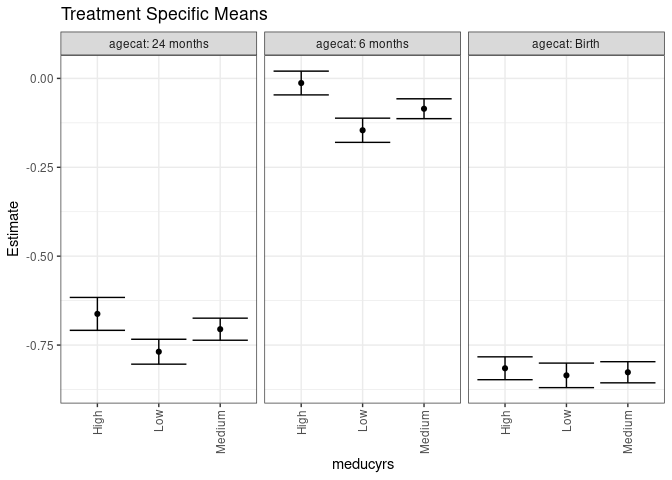 Treatment Specific Means
agecat: 24 months
agecat: 6 months
agecat: Birth
0.00
-0.25
-0.50
-0.75
Estimate
High
Low
Medium
High
Low
Medium
High
Low
Medium
meducyrs